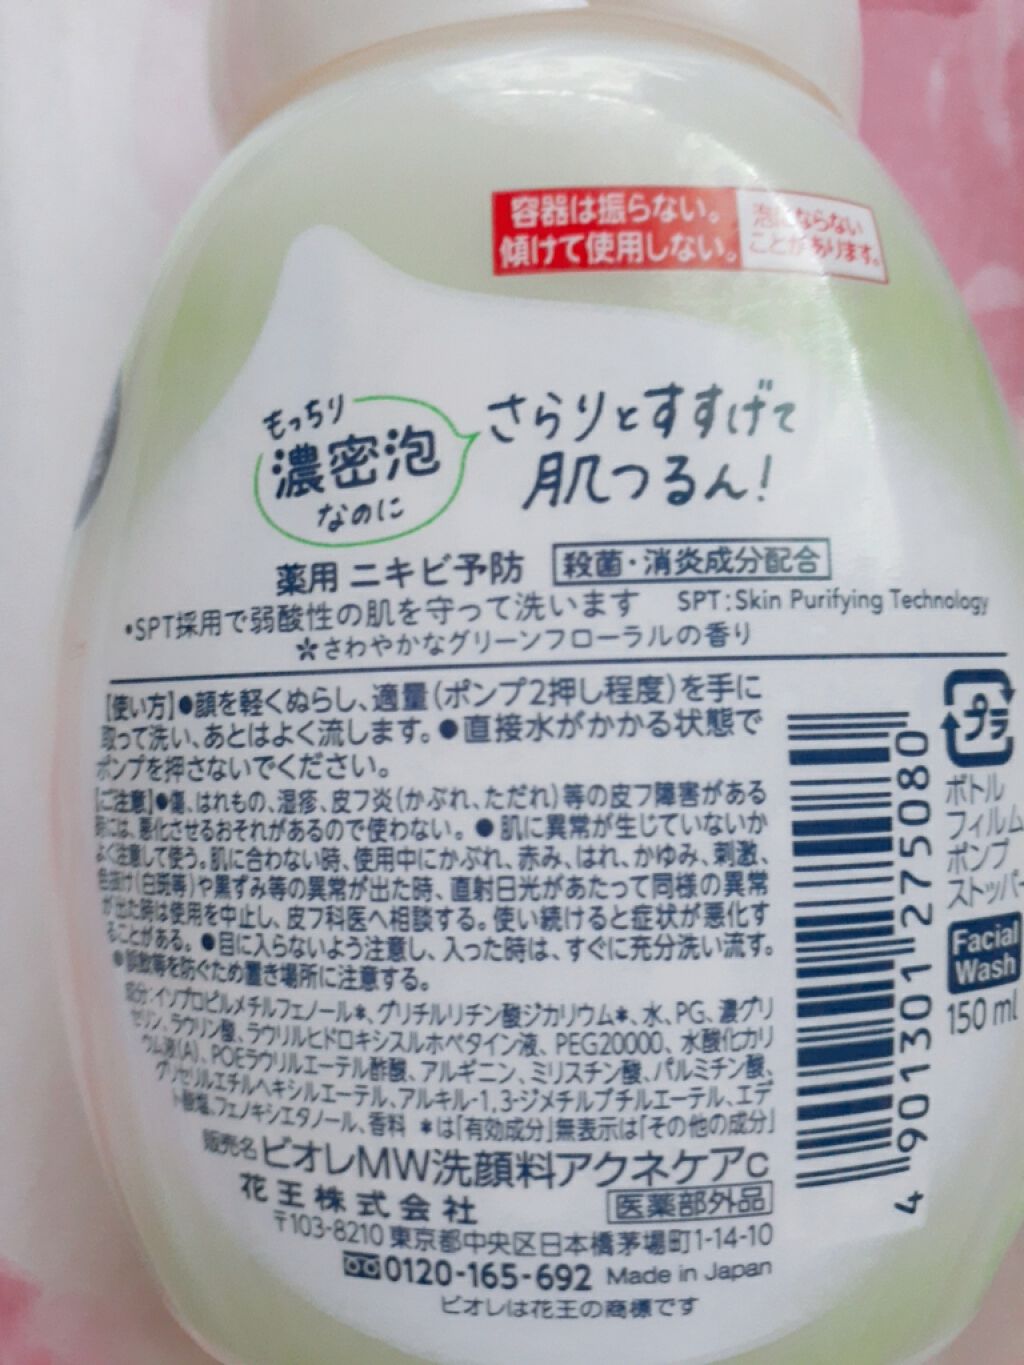 容器は振らない。
傾けて使用しない。
泡にならない
ことがあります。
もっちり
濃密泡
なのに
さらりとすすげて
肌つるん!
薬用 ニキビ予防 殺菌・消炎成分配合
•SPT採用で弱酸性の肌を守って洗います SPT:Skin Purifying Technology
✲さわやかなグリーンフローラルの香り
【使い方】●顔を軽くぬらし、適量(ポンプ2押し程度)を手に
取って洗い、あとはよく流します。●直接水がかかる状態で
ポンプを押さないでください。
【ご注意】●傷、はれもの、湿疹、皮フ炎(かぶれ、ただれ)等の皮フ障害がある
時には、悪化させるおそれがあるので使わない。●肌に異常が生じていないか
よく注意して使う。肌に合わない時、使用中にかぶれ、赤み、はれ、かゆみ、刺激、
色抜け(白斑等)や黒ずみ等の異常が出た時、直射日光があたって同様の異常
が出た時は使用を中止し、皮フ科医へ相談する。使い続けると症状が悪化す
ることがある。●目に入らないよう注意し、入った時は、すぐに充分洗い流す。
●誤飲等を防ぐため置き場所に注意する。
成分:イソプロピルメチルフェノール*、グリチルリチン酸ジカリウム*、水、PG、濃グリ
セリン、ラウリン酸、ラウリルヒドロキシスルホベタイン液、PEG20000、水酸化カリ
ウム液(A)、POEラウリルエーテル酢酸、アルギニン、ミリスチン酸、パルミチン酸、
グリセリルエチルヘキシルエーテル、アルキル-1,3-ジメチルブチルエーテル、エデ
ト酸塩、フェノキシエタノール、香料 *は「有効成分」無表示は「その他の成分」
販売名 ビオレMW洗顔料アクネケアc
花王株式会社 医薬部外品
〒103-8210 東京都中央区日本橋茅場町1-14-10
0120-165-692 Made in Japan
ビオレは花王の商標です
4 901301 275080
プラ
ボトル
フィルム
ポンプ
ストッパー
Facial
Wash
150 ml